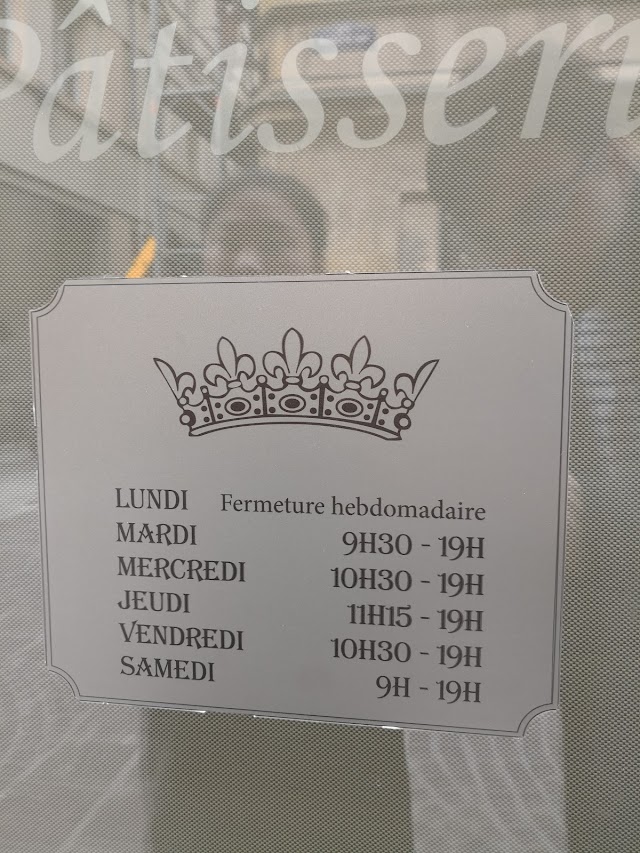 Pâtisseri
LUNDI Fermeture hebdomadaire
MARDI 9H30 - 19H
MERCREDI 10H30 - 19H
JEUDI 11H15 - 19H
VENDREDI 10H30 - 19H
SAMEDI 9H - 19H